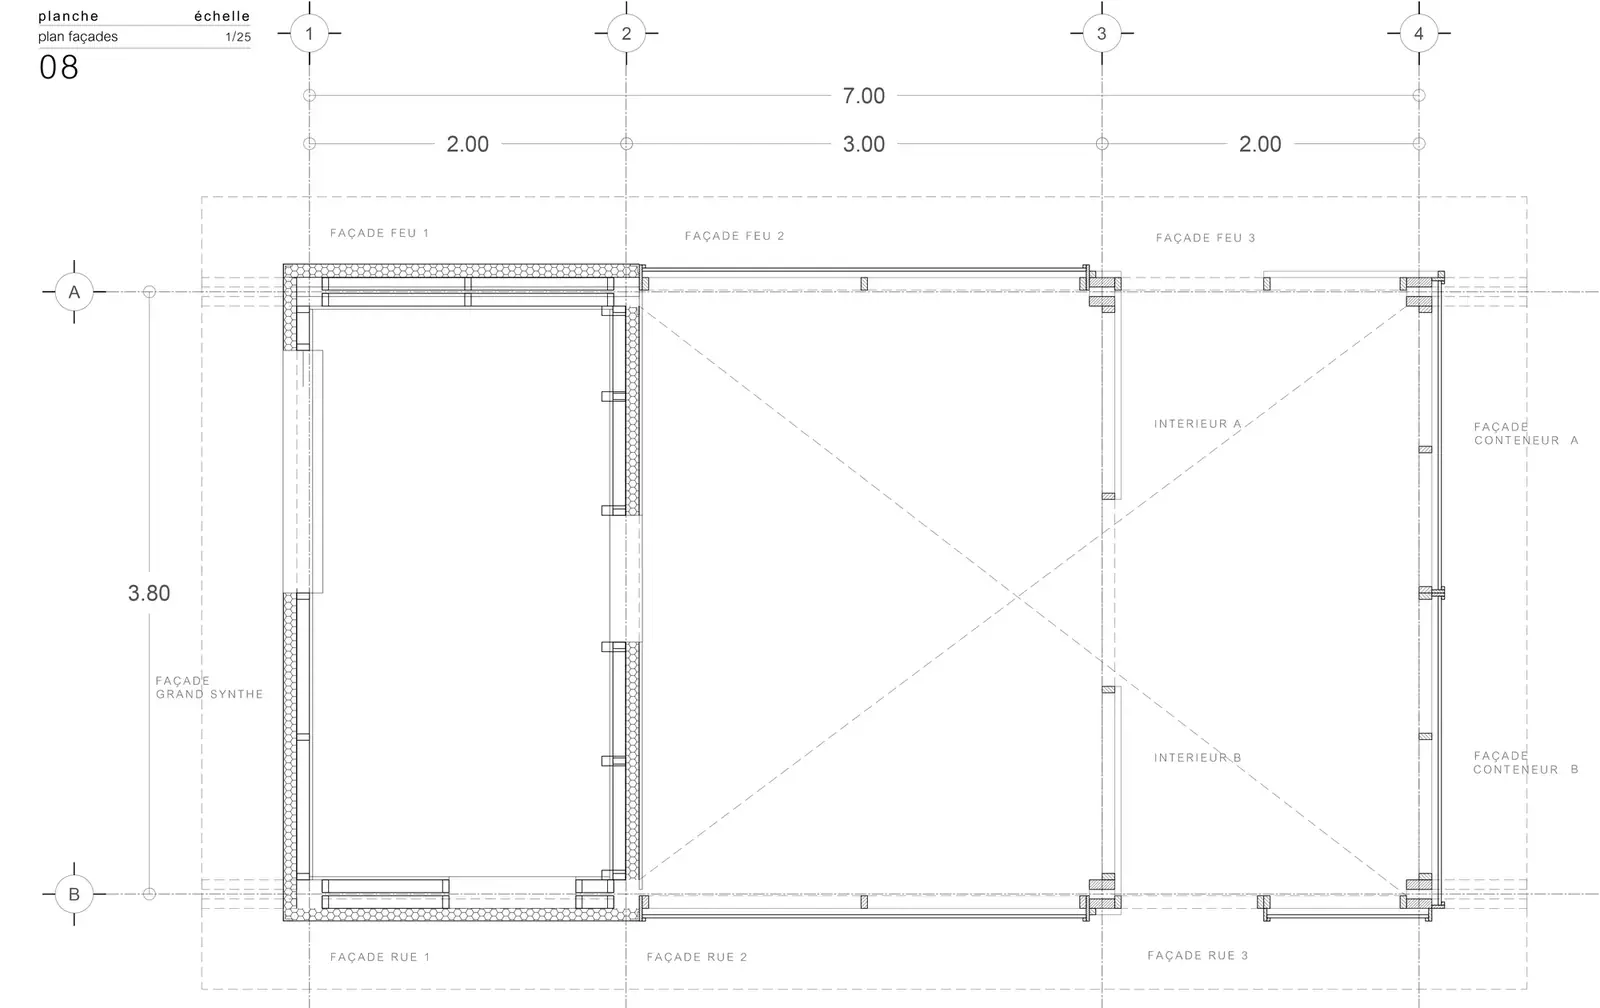 planche échelle
plan façades 1/25
08
1 2 3 4
7.00
2.00 3.00 2.00
FAÇADE FEU 1
FAÇADE FEU 2
FAÇADE FEU 3
A
INTERIEUR A
FAÇADE
CONTENEUR A
3.80
FAÇADE
GRAND SYNTHE
INTERIEUR B
FAÇADE
CONTENEUR B
B
FAÇADE RUE 1
FAÇADE RUE 2
FAÇADE RUE 3